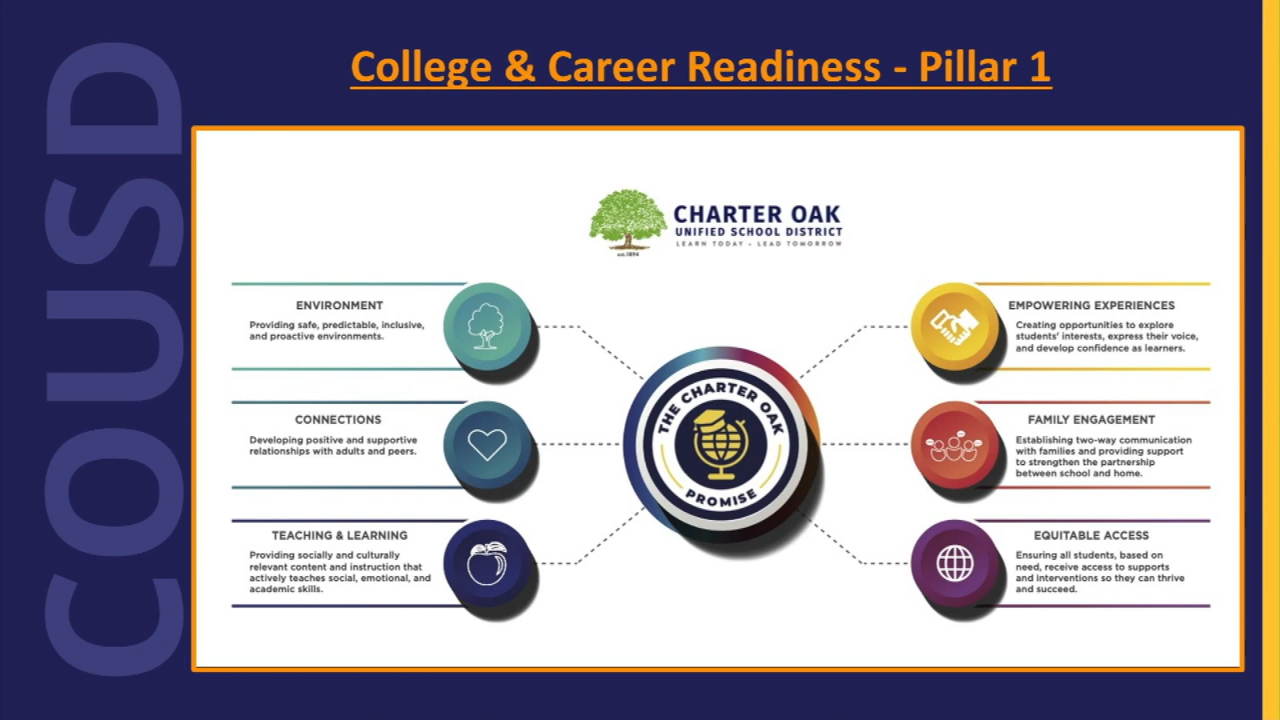 COUSD
College & Career Readiness - Pillar 1
CHARTER OAK
UNIFIED SCHOOL DISTRICT
LEARN TODAY - LEAD TOMORROW
est.1894
ENVIRONMENT
Providing safe, predictable, inclusive,
and proactive environments.
CONNECTIONS
Developing positive and supportive
relationships with adults and peers.
TEACHING & LEARNING
Providing socially and culturally
relevant content and instruction that
actively teaches social, emotional, and
academic skills.
THE CHARTER OAK
PROMISE
EMPOWERING EXPERIENCES
Creating opportunities to explore
students' interests, express their voice,
and develop confidence as learners.
FAMILY ENGAGEMENT
Establishing two-way communication
with families and providing support
to strengthen the partnership
between school and home.
EQUITABLE ACCESS
Ensuring all students, based on
need, receive access to supports
and interventions so they can thrive
and succeed.